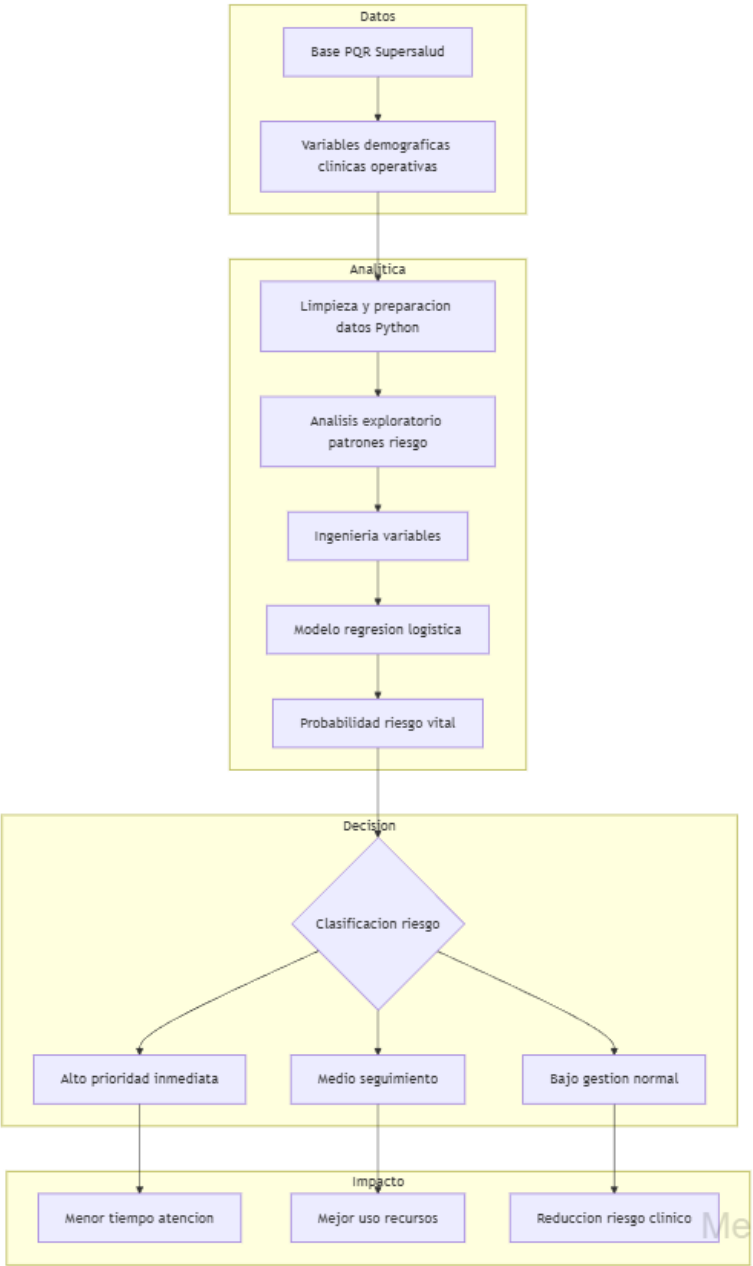 Datos
Base PQR Supersalud
Variables demograficas
clinicas operativas
Analitica
Limpieza y preparacion
datos Python
Analisis exploratorio
patrones riesgo
Ingenieria variables
Modelo regresion logistica
Probabilidad riesgo vital
Decision
Clasificacion riesgo
Alto prioridad inmediata
Medio seguimiento
Bajo gestion normal
Impacto
Menor tiempo atencion
Mejor uso recursos
Reduccion riesgo clinico
Me